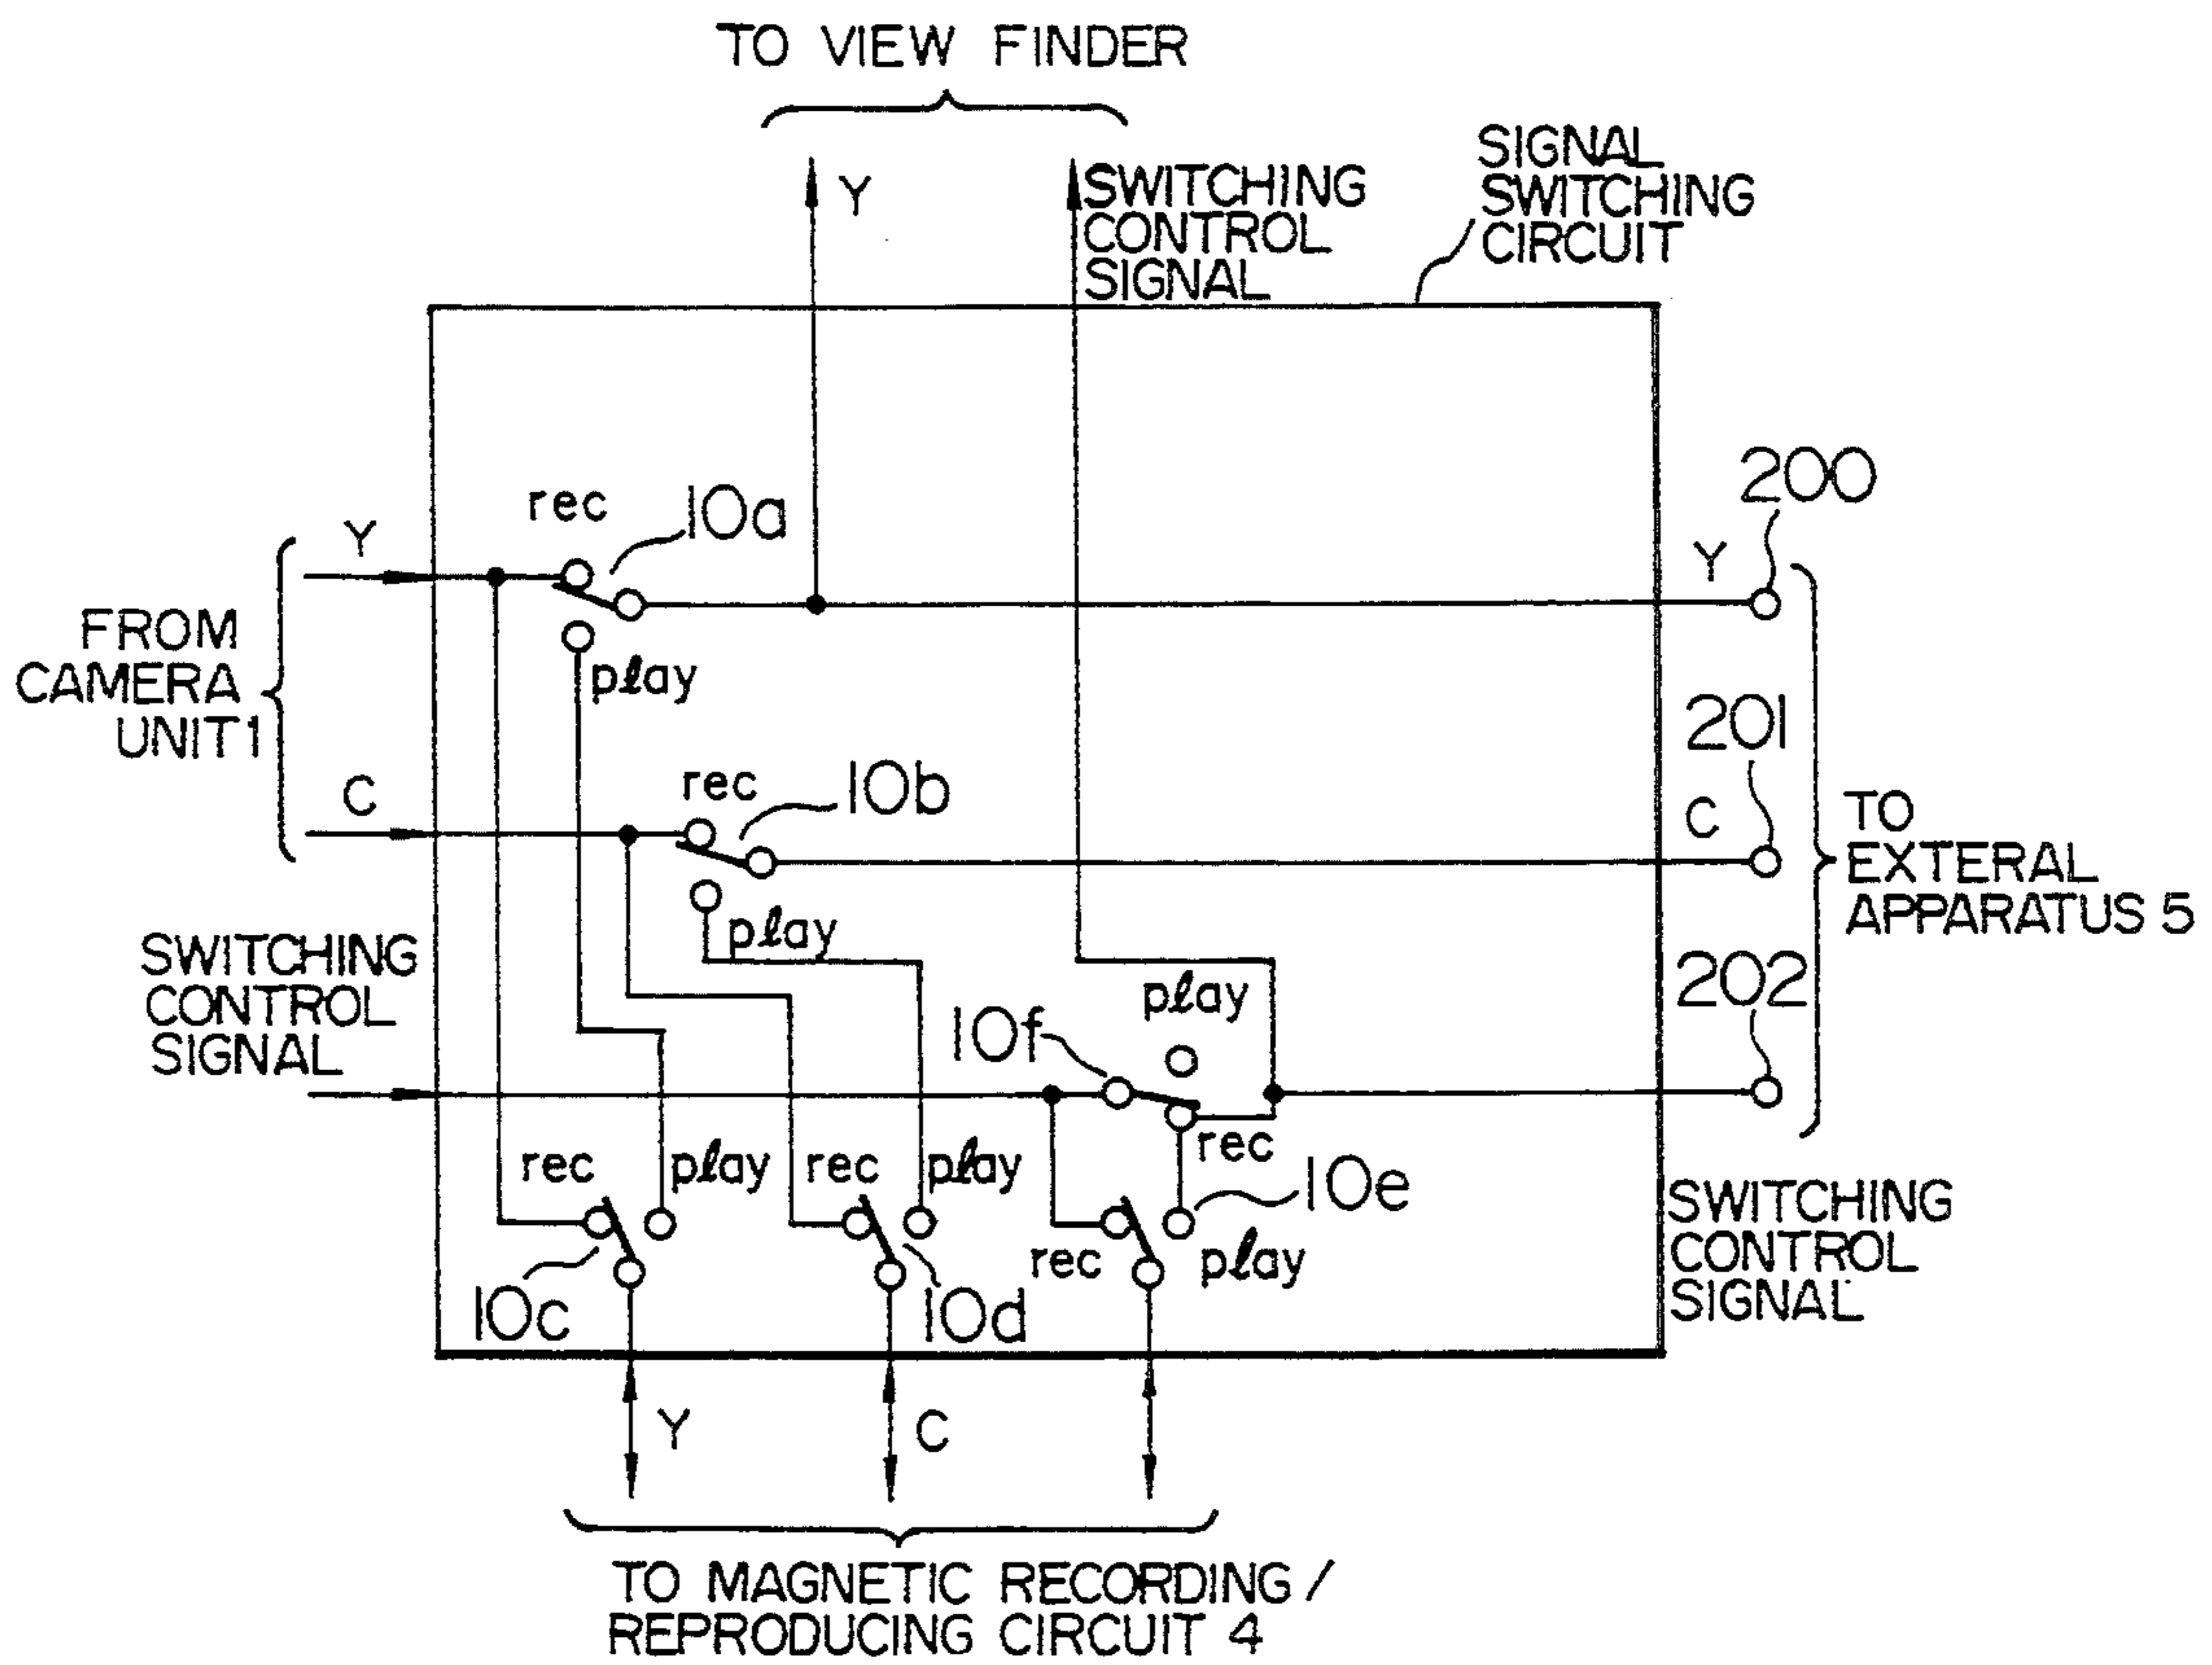 TO VIEW FINDER
Y
SWITCHING
CONTROL
SIGNAL
SIGNAL
SWITCHING
CIRCUIT
200
rec
10a
Y
Y
FROM
CAMERA
UNIT 1
play
201
rec
10b
C
C
TO
EXTERAL
APPARATUS 5
play
SWITCHING
CONTROL
SIGNAL
202
play
10f
rec
rec
play
rec
play
10e
rec
play
SWITCHING
CONTROL
SIGNAL
10c
10d
Y
C
TO MAGNETIC RECORDING /
REPRODUCING CIRCUIT 4